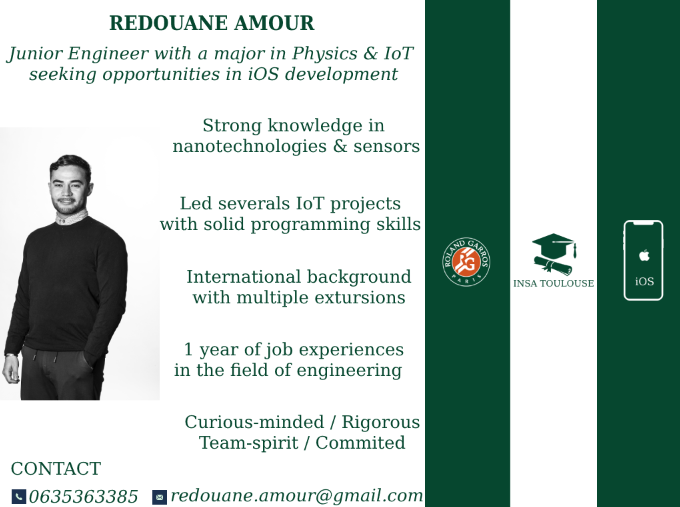 REDOUANE AMOUR
Junior Engineer with a major in Physics & IoT
seeking opportunities in iOS development
Strong knowledge in
nanotechnologies & sensors
Led severals IoT projects
with solid programming skills
International background
with multiple extursions
1 year of job experiences
in the field of engineering
Curious-minded / Rigorous
Team-spirit / Commited
CONTACT
0635363385 redouane.amour@gmail.com
ROLAND GARROS
RG
PARIS
INSA TOULOUSE
iOS